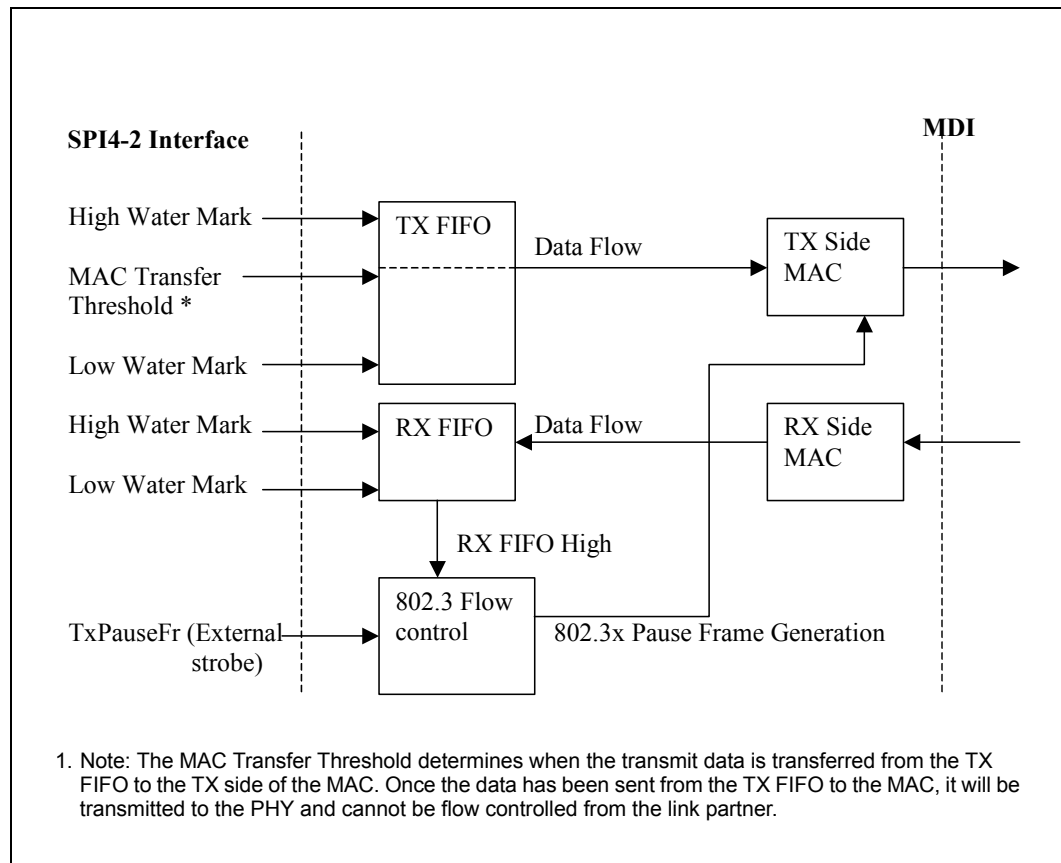 SPI4-2 Interface
MDI
High Water Mark
TX FIFO
Data Flow
TX Side
MAC
MAC Transfer
Threshold *
Low Water Mark
High Water Mark
RX FIFO
Data Flow
RX Side
MAC
Low Water Mark
RX FIFO High
802.3 Flow
control
TxPauseFr (External
strobe)
802.3x Pause Frame Generation
1. Note: The MAC Transfer Threshold determines when the transmit data is transferred from the TX
FIFO to the TX side of the MAC. Once the data has been sent from the TX FIFO to the MAC, it will be
transmitted to the PHY and cannot be flow controlled from the link partner.